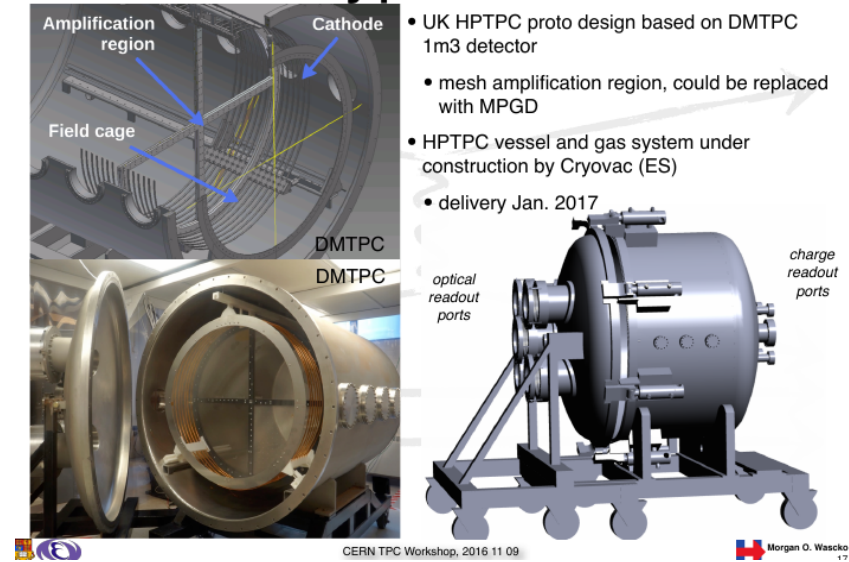 Amplification
region
Cathode
Field cage
DMTPC
DMTPC
• UK HPTPC proto design based on DMTPC
1m3 detector
• mesh amplification region, could be replaced
with MPGD
• HPTPC vessel and gas system under
construction by Cryovac (ES)
• delivery Jan. 2017
optical
readout
ports
charge
readout
ports
CERN TPC Workshop, 2016 11 09
Morgan O. Wascko
17